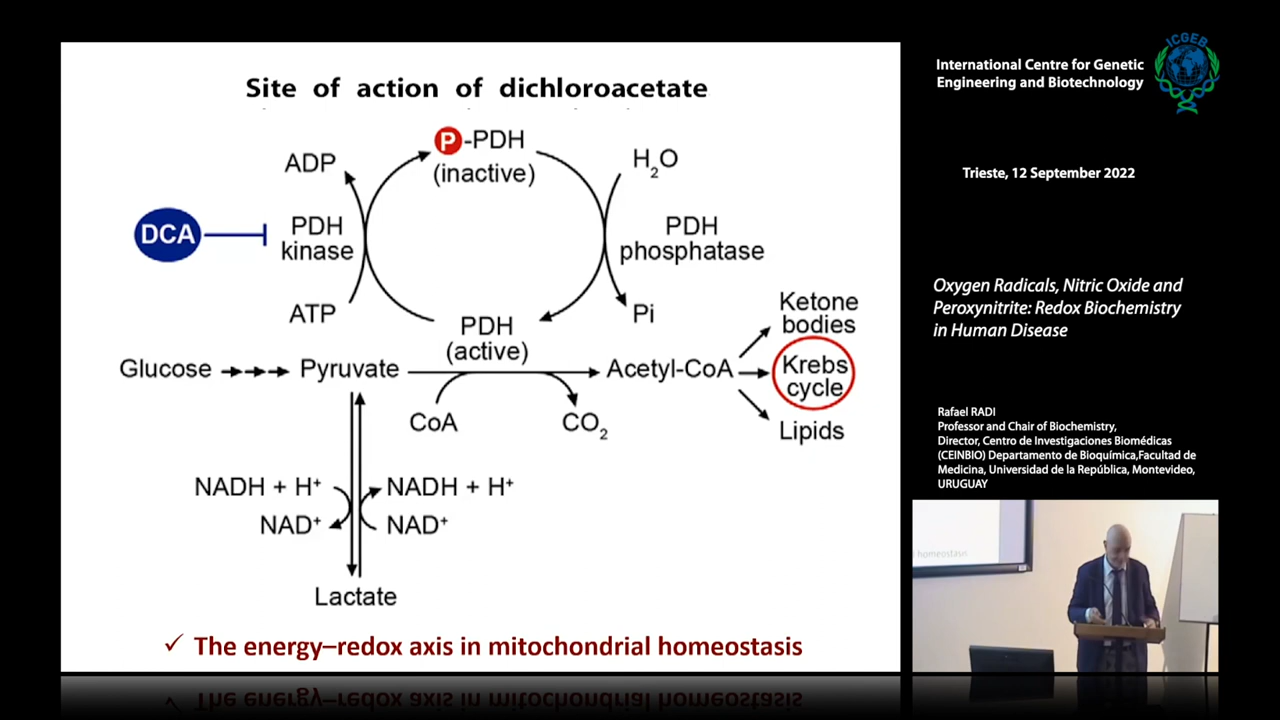 Site of action of dichloroacetate
P-PDH
(inactive)
ADP
H₂O
DCA
PDH
kinase
PDH
phosphatase
ATP
Pi
PDH
(active)
Ketone
bodies
Glucose
Pyruvate
Acetyl-CoA
Krebs
cycle
CoA
CO₂
Lipids
NADH + H⁺
NADH + H⁺
NAD⁺
NAD⁺
Lactate
✓ The energy–redox axis in mitochondrial homeostasis
International Centre for Genetic
Engineering and Biotechnology
ICGEB
Trieste, 12 September 2022
Oxygen Radicals, Nitric Oxide and
Peroxynitrite: Redox Biochemistry
in Human Disease
Rafael RADI
Professor and Chair of Biochemistry,
Director, Centro de Investigaciones Biomédicas
(CEINBIO) Departamento de Bioquímica,Facultad de
Medicina, Universidad de la República, Montevideo,
URUGUAY
homeostasi